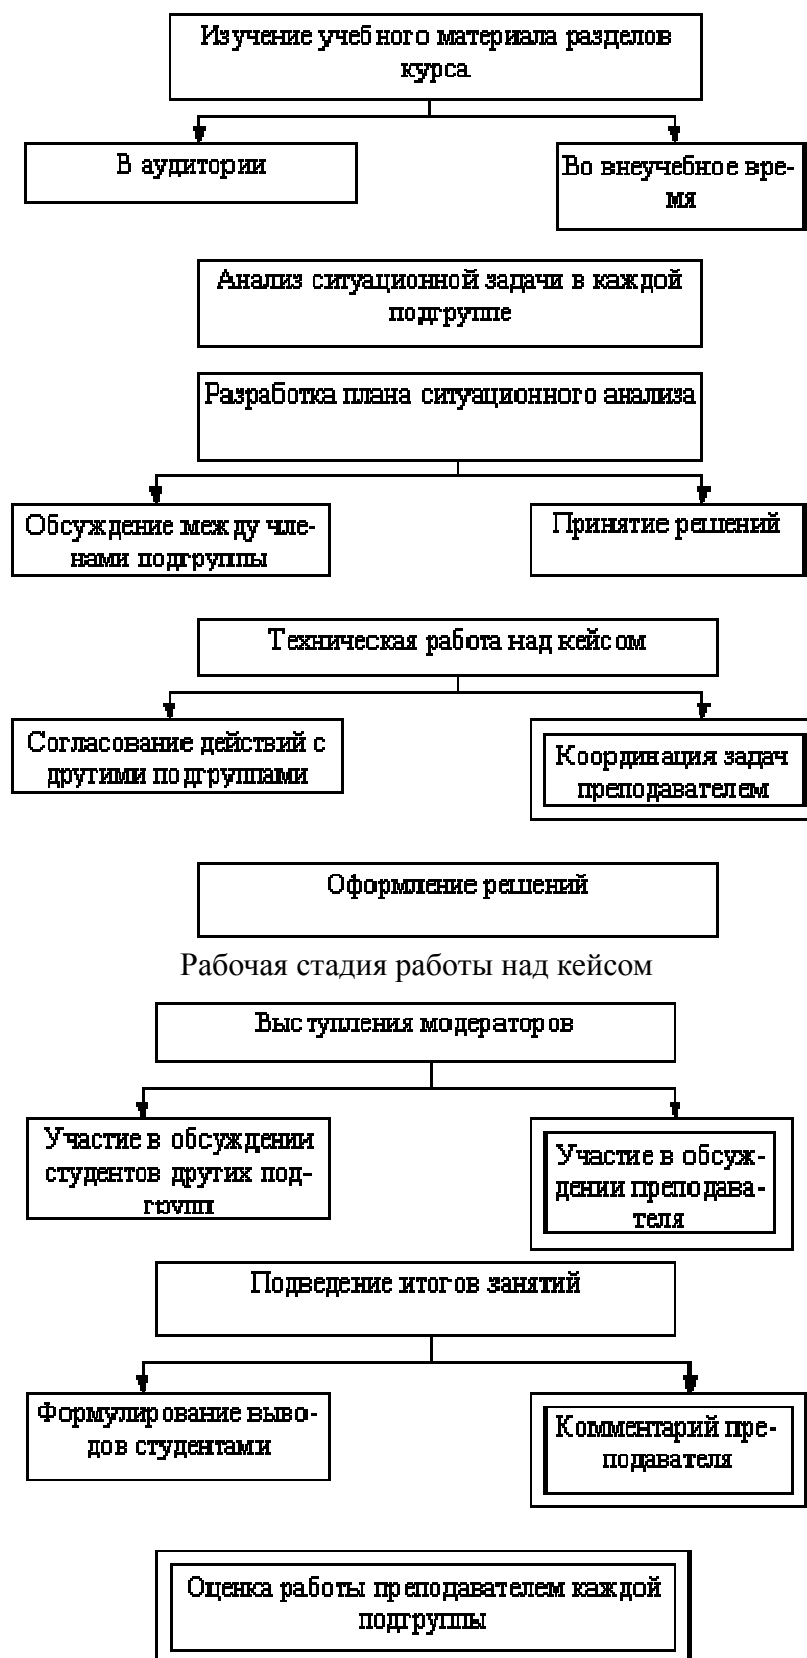 Изучение учебного материала разделов
курса
В аудитории
Во внеучебное вре-
мя
Анализ ситуационной задачи в каждой
подгруппе
Разработка плана ситуационного анализа
Обсуждение между чле-
нами подгруппы
Принятие решений
Техническая работа над кейсом
Согласование действий с
другими подгруппами
Координация задач
преподавателем
Оформление решений
Рабочая стадия работы над кейсом
Выступления модераторов
Участие в обсуждении
студентов других под-
групп
Участие в обсуж-
дении преподава-
теля
Подведение итогов занятий
Формулирование выво-
дов студентами
Комментарий пре-
подавателя
Оценка работы преподавателем каждой
подгруппы